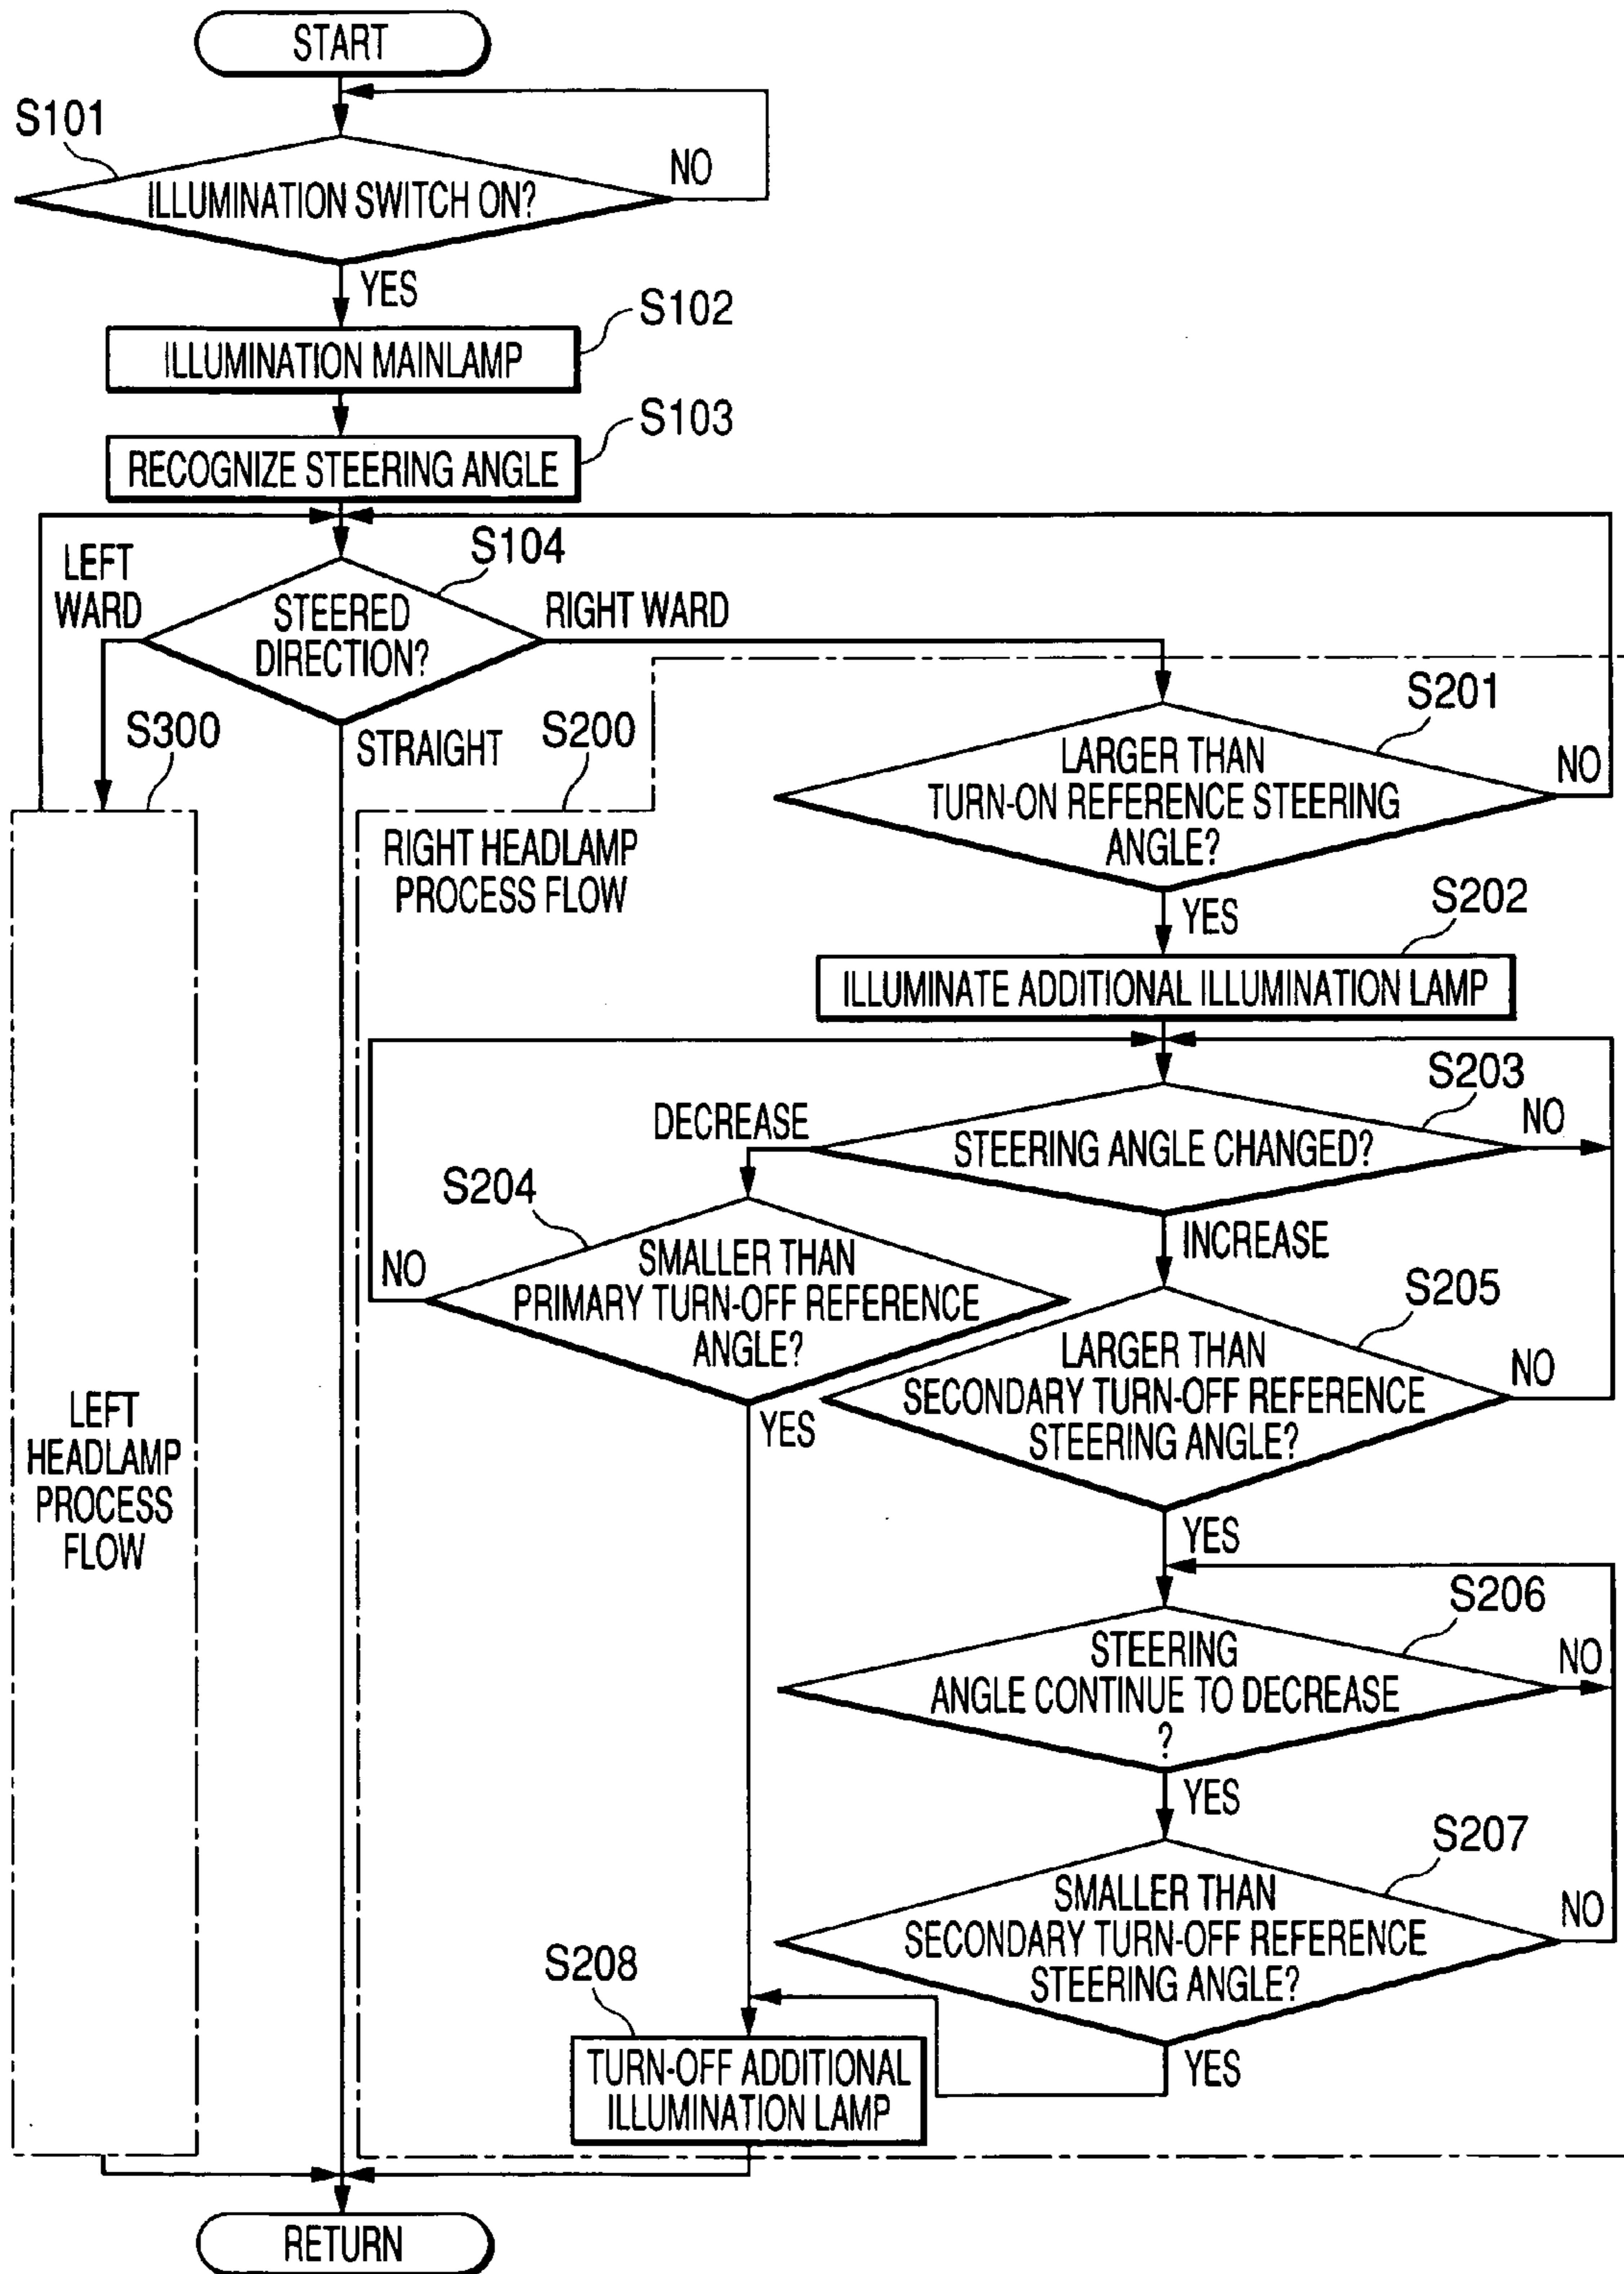 START
S101
ILLUMINATION SWITCH ON?
NO
YES
S102
ILLUMINATION MAINLAMP
S103
RECOGNIZE STEERING ANGLE
S104
LEFT
WARD
STEERED
DIRECTION?
RIGHT WARD
STRAIGHT
S300
S200
S201
LARGER THAN
TURN-ON REFERENCE STEERING
ANGLE?
NO
RIGHT HEADLAMP
PROCESS FLOW
YES
S202
ILLUMINATE ADDITIONAL ILLUMINATION LAMP
S203
DECREASE
STEERING ANGLE CHANGED?
NO
S204
INCREASE
SMALLER THAN
PRIMARY TURN-OFF REFERENCE
ANGLE?
NO
YES
S205
LARGER THAN
SECONDARY TURN-OFF REFERENCE
STEERING ANGLE?
NO
YES
LEFT
HEADLAMP
PROCESS
FLOW
S206
STEERING
ANGLE CONTINUE TO DECREASE
?
NO
YES
S207
SMALLER THAN
SECONDARY TURN-OFF REFERENCE
STEERING ANGLE?
NO
YES
S208
TURN-OFF ADDITIONAL
ILLUMINATION LAMP
RETURN